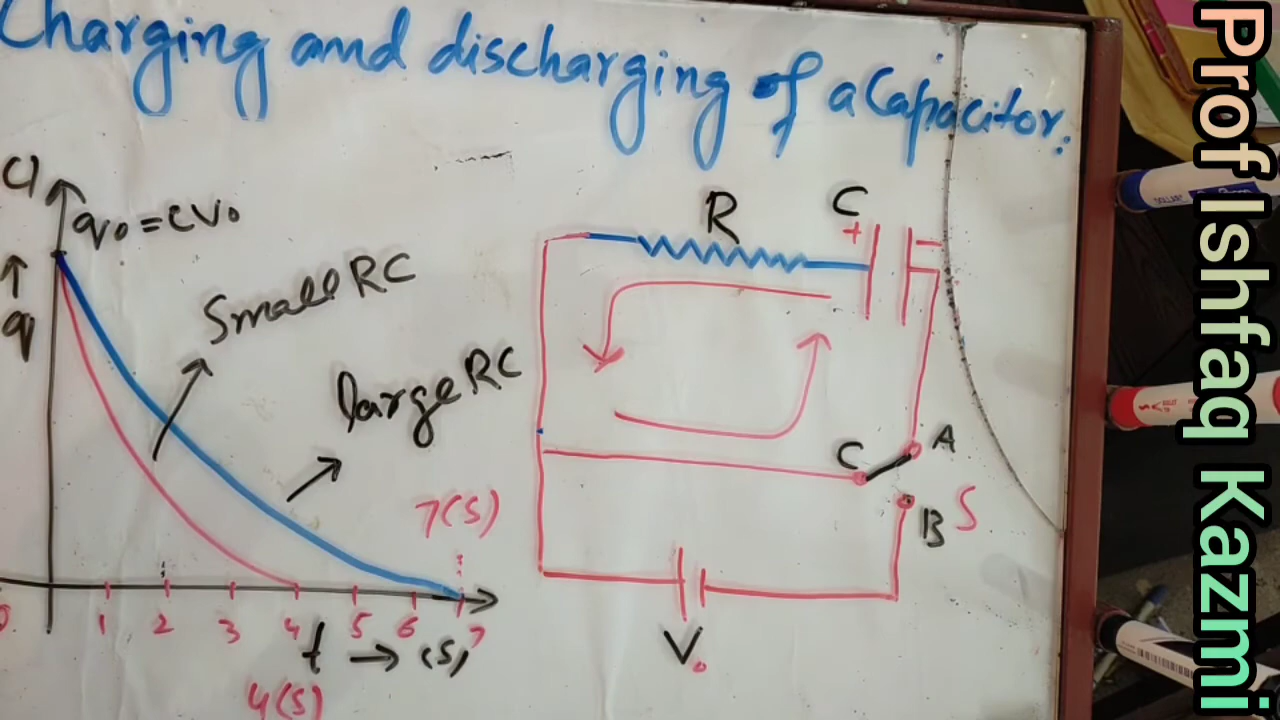 Charging and discharging of a Capacitor.
q₀ = CV₀
q
Small RC
large RC
7(S)
0 1 2 3 4 5 6 7
t → (S)
4(S)
R
C
+
C
A
B
S
V₀
Prof Ishfaq Kazmi